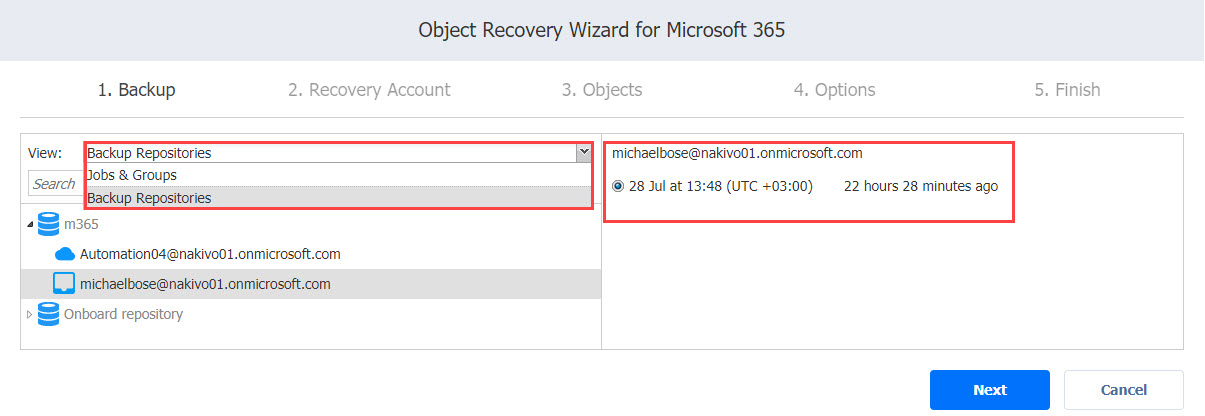 Object Recovery Wizard for Microsoft 365
1. Backup 2. Recovery Account 3. Objects 4. Options 5. Finish
View: Backup Repositories
Jobs & Groups
Search
Backup Repositories
m365
Automation04@nakivo01.onmicrosoft.com
michaelbose@nakivo01.onmicrosoft.com
Onboard repository
michaelbose@nakivo01.onmicrosoft.com
28 Jul at 13:48 (UTC +03:00) 22 hours 28 minutes ago
Next Cancel